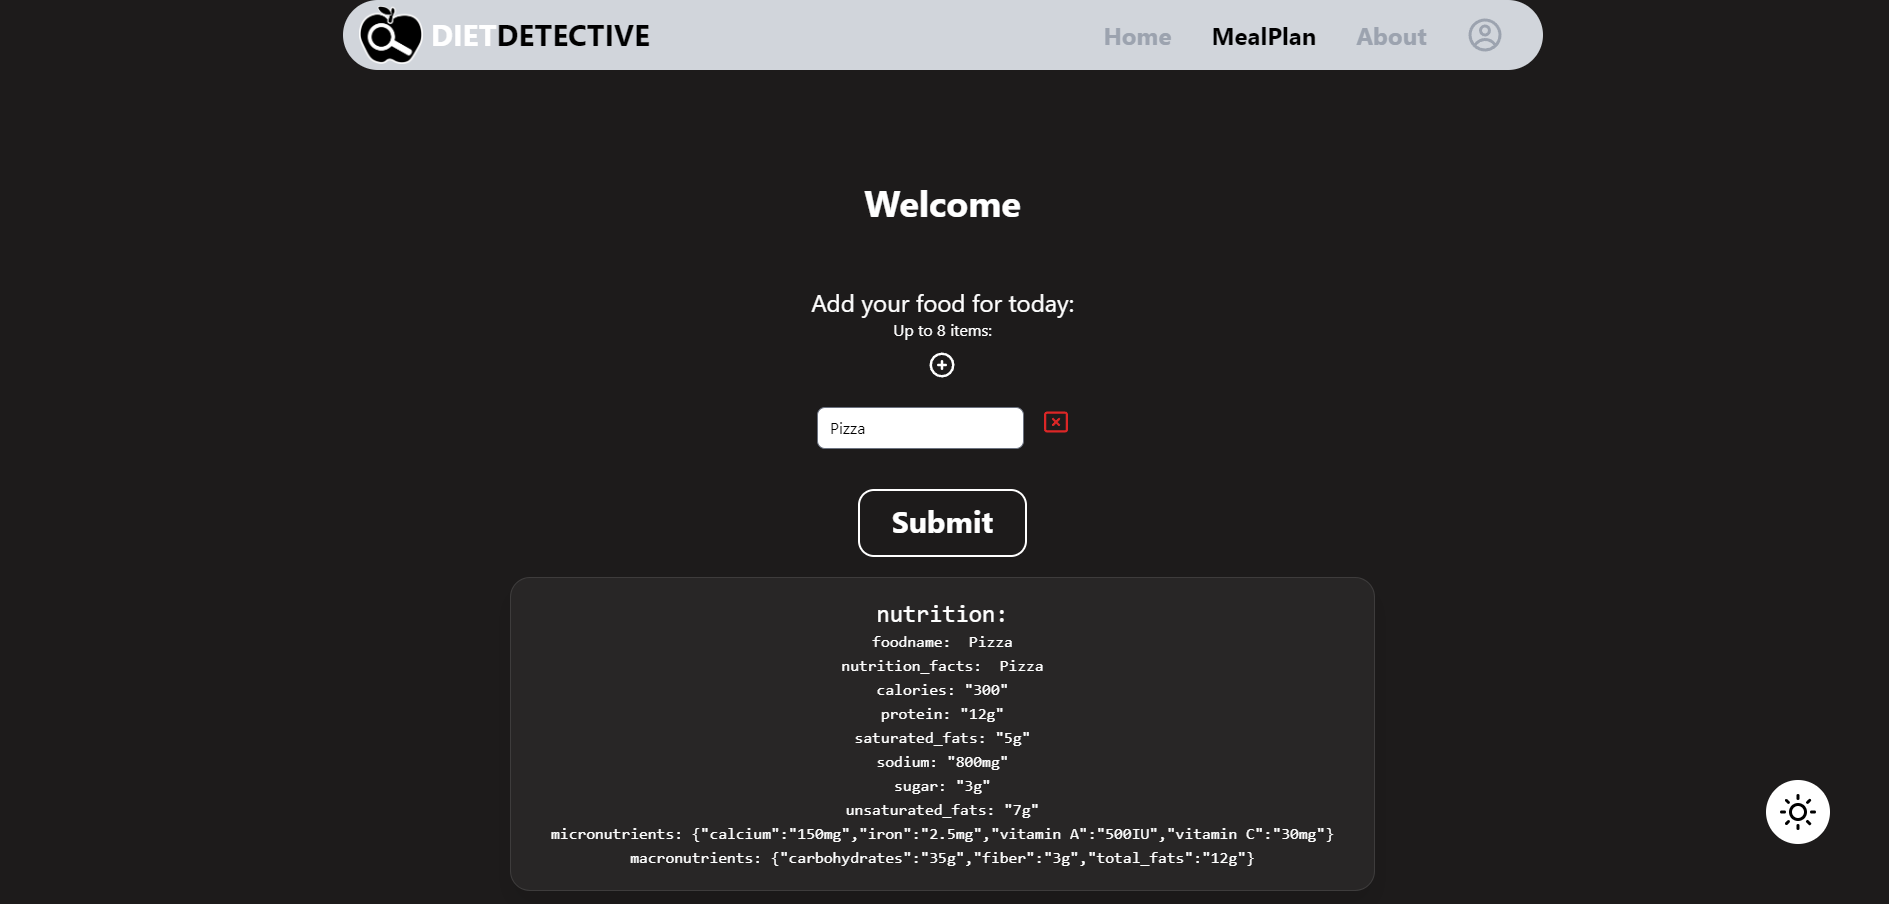 DIETDETECTIVE
Home MealPlan About
Welcome
Add your food for today:
Up to 8 items:
Pizza
Submit
nutrition:
foodname:  Pizza
nutrition_facts:  Pizza
calories: "300"
protein: "12g"
saturated_fats: "5g"
sodium: "800mg"
sugar: "3g"
unsaturated_fats: "7g"
micronutrients: {"calcium":"150mg","iron":"2.5mg","vitamin A":"500IU","vitamin C":"30mg"}
macronutrients: {"carbohydrates":"35g","fiber":"3g","total_fats":"12g"}